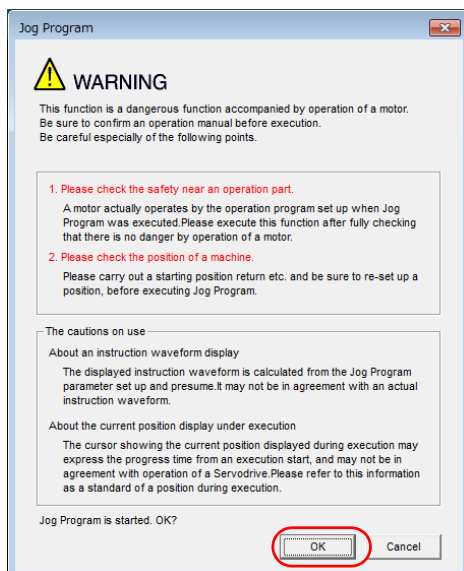 Jog Program
WARNING
This function is a dangerous function accompanied by operation of a motor.
Be sure to confirm an operation manual before execution.
Be careful especially of the following points.
1. Please check the safety near an operation part.
A motor actually operates by the operation program set up when Jog
Program was executed.Please execute this function after fully checking
that there is no danger by operation of a motor.
2. Please check the position of a machine.
Please carry out a starting position return etc. and be sure to re-set up a
position, before executing Jog Program.
The cautions on use
About an instruction waveform display
The displayed instruction waveform is calculated from the Jog Program
parameter set up and presume.It may not be in agreement with an actual
instruction waveform.
About the current position display under execution
The cursor showing the current position displayed during execution may
express the progress time from an execution start, and may not be in
agreement with operation of a Servodrive.Please refer to this information
as a standard of a position during execution.
Jog Program is started. OK?
OK Cancel